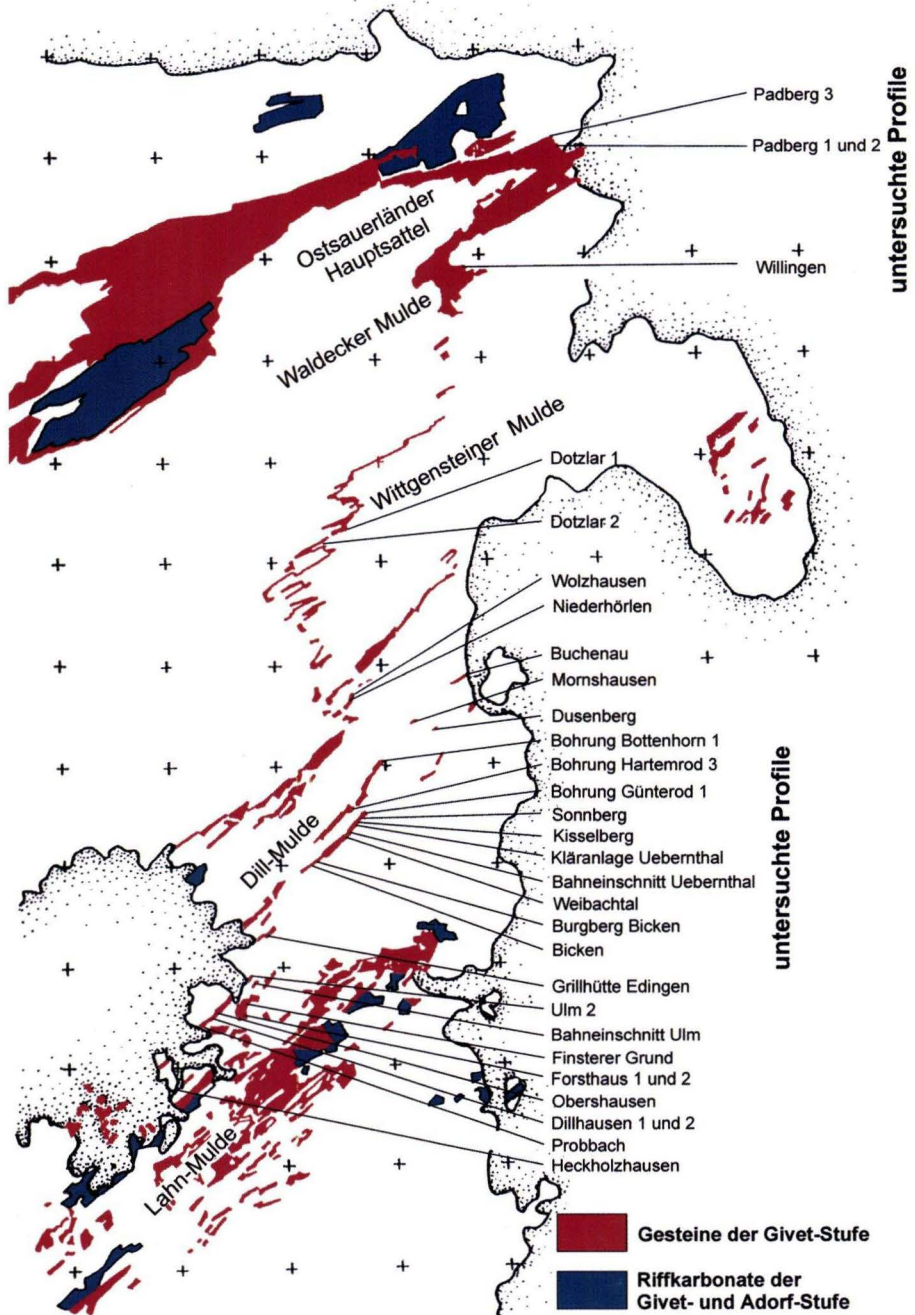 Padberg 3
Padberg 1 und 2
untersuchte Profile
Ostsauerländer
Hauptsattel
Willingen
Waldecker Mulde
Wittgensteiner Mulde
Dotzlar 1
Dotzlar 2
Wolzhausen
Niederhörlen
Buchenau
Mornshausen
Dusenberg
Bohrung Bottenhorn 1
Bohrung Hartemrod 3
Bohrung Günterod 1
Sonnberg
Kisselberg
Kläranlage Uebernthal
Bahneinschnitt Uebernthal
Weibachtal
Burgberg Bicken
Bicken
untersuchte Profile
Dill-Mulde
Grillhütte Edingen
Ulm 2
Bahneinschnitt Ulm
Finsterer Grund
Forsthaus 1 und 2
Obershausen
Dillhausen 1 und 2
Probbach
Heckholzhausen
Lahn-Mulde
Gesteine der Givet-Stufe
Riffkarbonate der
Givet- und Adorf-Stufe